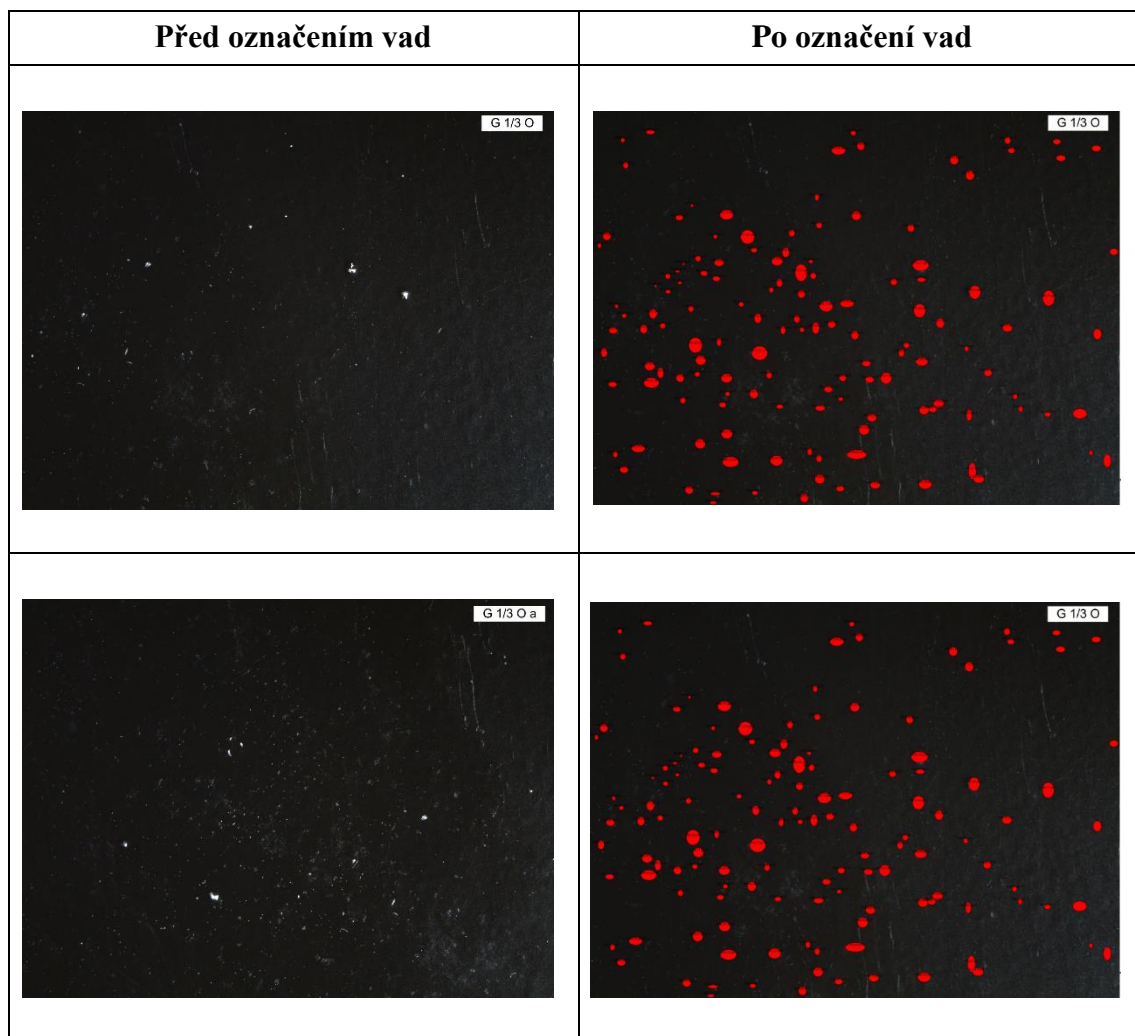 Před označením vad
Po označení vad
G 1/3 O
G 1/3 O
G 1/3 O a
G 1/3 O